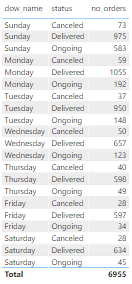 dow_name status no orders
Sunday Canceled 73
Sunday Delivered 975
Sunday Ongoing 583
Monday Canceled 59
Monday Delivered 1055
Monday Ongoing 192
Tuesday Canceled 37
Tuesday Delivered 950
Tuesday Ongoing 148
Wednesday Canceled 50
Wednesday Delivered 657
Wednesday Ongoing 123
Thursday Canceled 40
Thursday Delivered 598
Thursday Ongoing 49
Friday Canceled 28
Friday Delivered 597
Friday Ongoing 34
Saturday Canceled 28
Saturday Delivered 634
Saturday Ongoing 45
Total 6955